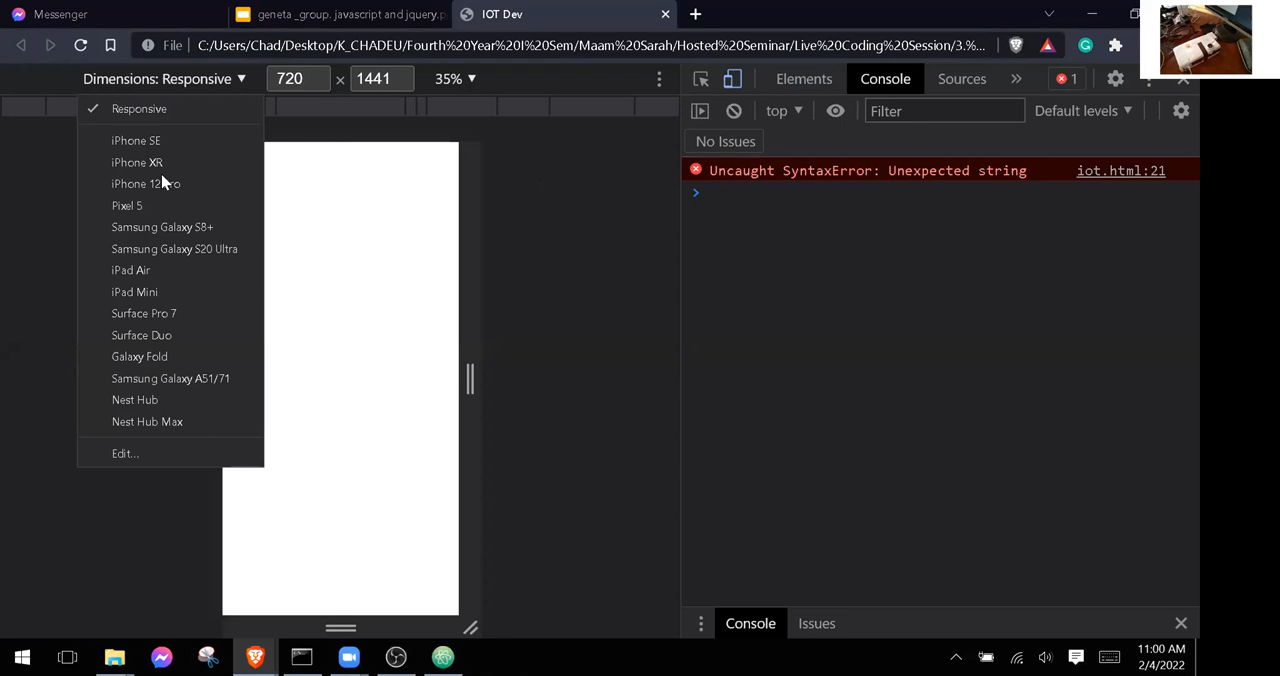 Messenger
geneta _group. javascript and jquery.p
IOT Dev
File
C:/Users/Chad/Desktop/K_CHADEU/Fourth%20Year%20I%20Sem/Maam%20Sarah/Hosted%20Seminar/Live%20Coding%20Session/3.%...
Dimensions: Responsive
720 × 1441
35%
Elements
Console
Sources
1
top
Filter
Default levels
No Issues
Uncaught SyntaxError: Unexpected string
iot.html:21
Responsive
iPhone SE
iPhone XR
iPhone 12 Pro
Pixel 5
Samsung Galaxy S8+
Samsung Galaxy S20 Ultra
iPad Air
iPad Mini
Surface Pro 7
Surface Duo
Galaxy Fold
Samsung Galaxy A51/71
Nest Hub
Nest Hub Max
Edit...
Console
Issues
11:00 AM
2/4/2022